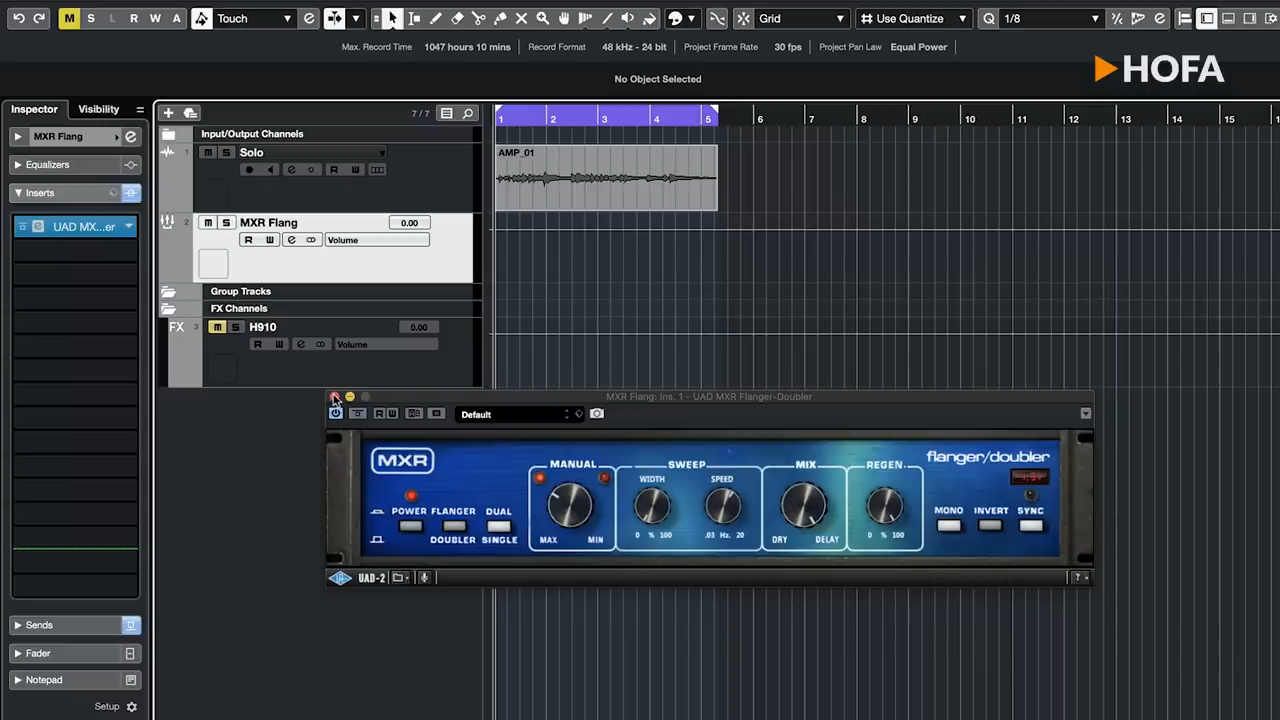 M S L R W A Touch Grid Use Quantize 1/8
Max. Record Time 1047 hours 10 mins Record Format 48 kHz - 24 bit Project Frame Rate 30 fps Project Pan Law Equal Power
HOFA
No Object Selected
Inspector Visibility 7/7 1 2 3 4 5 6 7 8 9 10 11 12 13 14 15
MXR Flang Input/Output Channels
1 m S Solo AMP_01
Equalizers R W
Inserts
UAD MX...er 2 m S MXR Flang 0.00
R W Volume
Group Tracks
FX Channels
FX 3 m S H910 0.00
R W Volume
MXR Flang: Ins. 1 - UAD MXR Flanger-Doubler
R W Default
MXR MANUAL SWEEP MIX REGEN. flanger/doubler
WIDTH SPEED
POWER FLANGER DUAL MONO INVERT SYNC
DOUBLER SINGLE MAX MIN 0 % 100 .03 Hz. 20 DRY DELAY 0 % 100
UAD-2 ?
Sends
Fader
Notepad
Setup